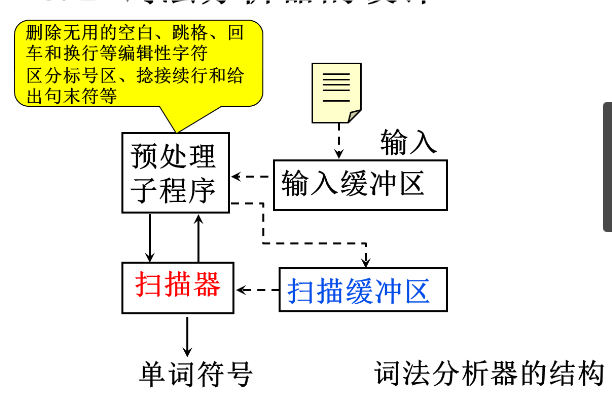 删除无用的空白、跳格、回
车和换行等编辑性字符
区分标号区、捻接续行和给
出句末符等
输入
预处理
子程序
输入缓冲区
扫描器
扫描缓冲区
单词符号
词法分析器的结构